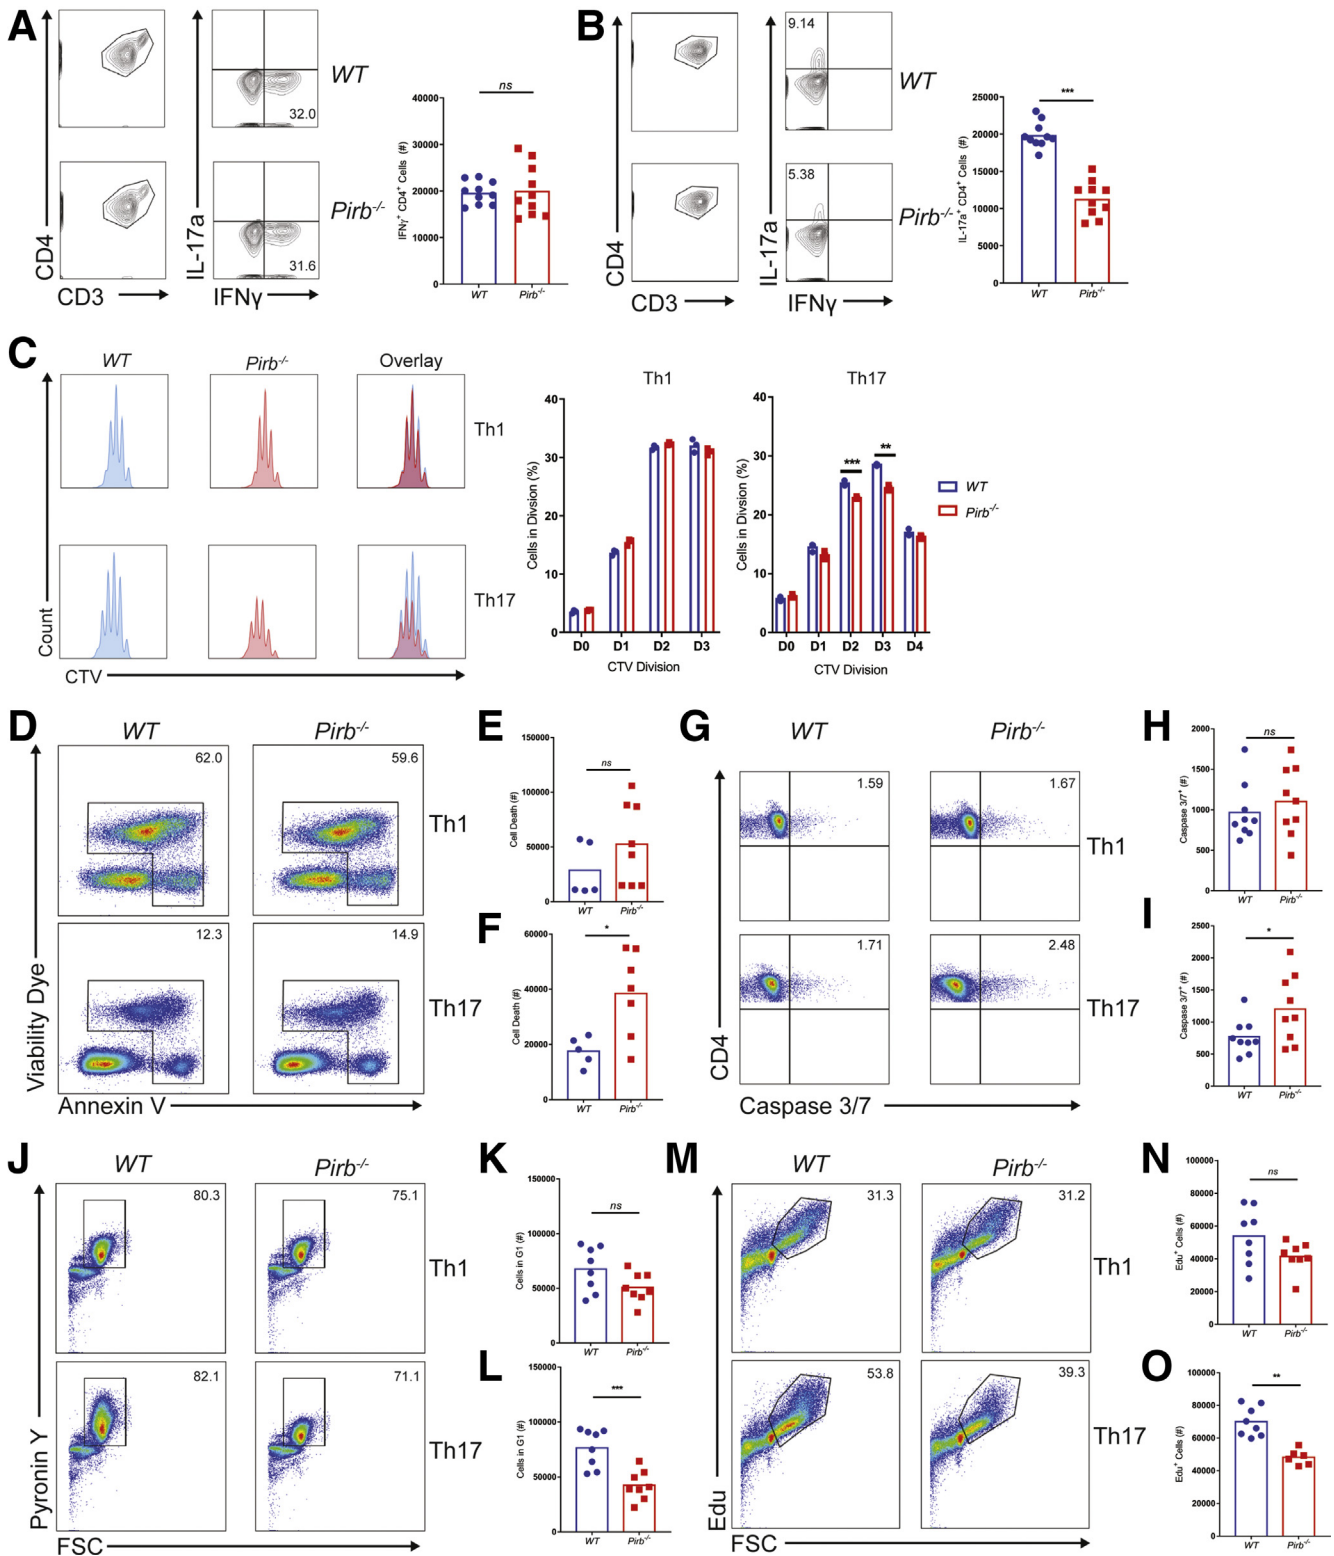 A
CD4
CD3
IL-17a
IFNγ
32.0
31.6
WT
Pirb-/-
ns
IFNγ+ CD4+ Cells (#)
40000
30000
20000
10000
0
WT
Pirb-/-
B
CD4
CD3
IL-17a
IFNγ
9.14
5.38
WT
Pirb-/-
***
IL-17a+ CD4+ Cells (#)
25000
20000
15000
10000
5000
0
WT
Pirb-/-
C
WT
Pirb-/-
Overlay
Th1
Th17
Count
CTV
Th1
Cells in Divsion (%)
40
30
20
10
0
D0 D1 D2 D3
CTV Division
Th17
Cells in Divsion (%)
40
30
20
10
0
***
**
D0 D1 D2 D3 D4
CTV Division
WT
Pirb-/-
D
WT
Pirb-/-
62.0
59.6
Th1
12.3
14.9
Th17
Viability Dye
Annexin V
E
Cell Death (#)
150000
100000
50000
0
ns
WT
Pirb-/-
F
Cell Death (#)
60000
40000
20000
0
*
WT
Pirb-/-
G
WT
Pirb-/-
1.59
1.67
Th1
1.71
2.48
Th17
CD4
Caspase 3/7
H
Caspase 3/7+ (#)
2000
1500
1000
500
0
ns
WT
Pirb-/-
I
Caspase 3/7+ (#)
2500
2000
1500
1000
500
0
*
WT
Pirb-/-
J
WT
Pirb-/-
80.3
75.1
Th1
82.1
71.1
Th17
Pyronin Y
FSC
K
Cells in G1 (#)
150000
100000
50000
0
ns
WT
Pirb-/-
L
Cells in G1 (#)
150000
100000
50000
0
***
WT
Pirb-/-
M
WT
Pirb-/-
31.3
31.2
Th1
53.8
39.3
Th17
Edu
FSC
N
Edu+ Cells (#)
100000
80000
60000
40000
20000
0
ns
WT
Pirb-/-
O
Edu+ Cells (#)
100000
80000
60000
40000
20000
0
**
WT
Pirb-/-